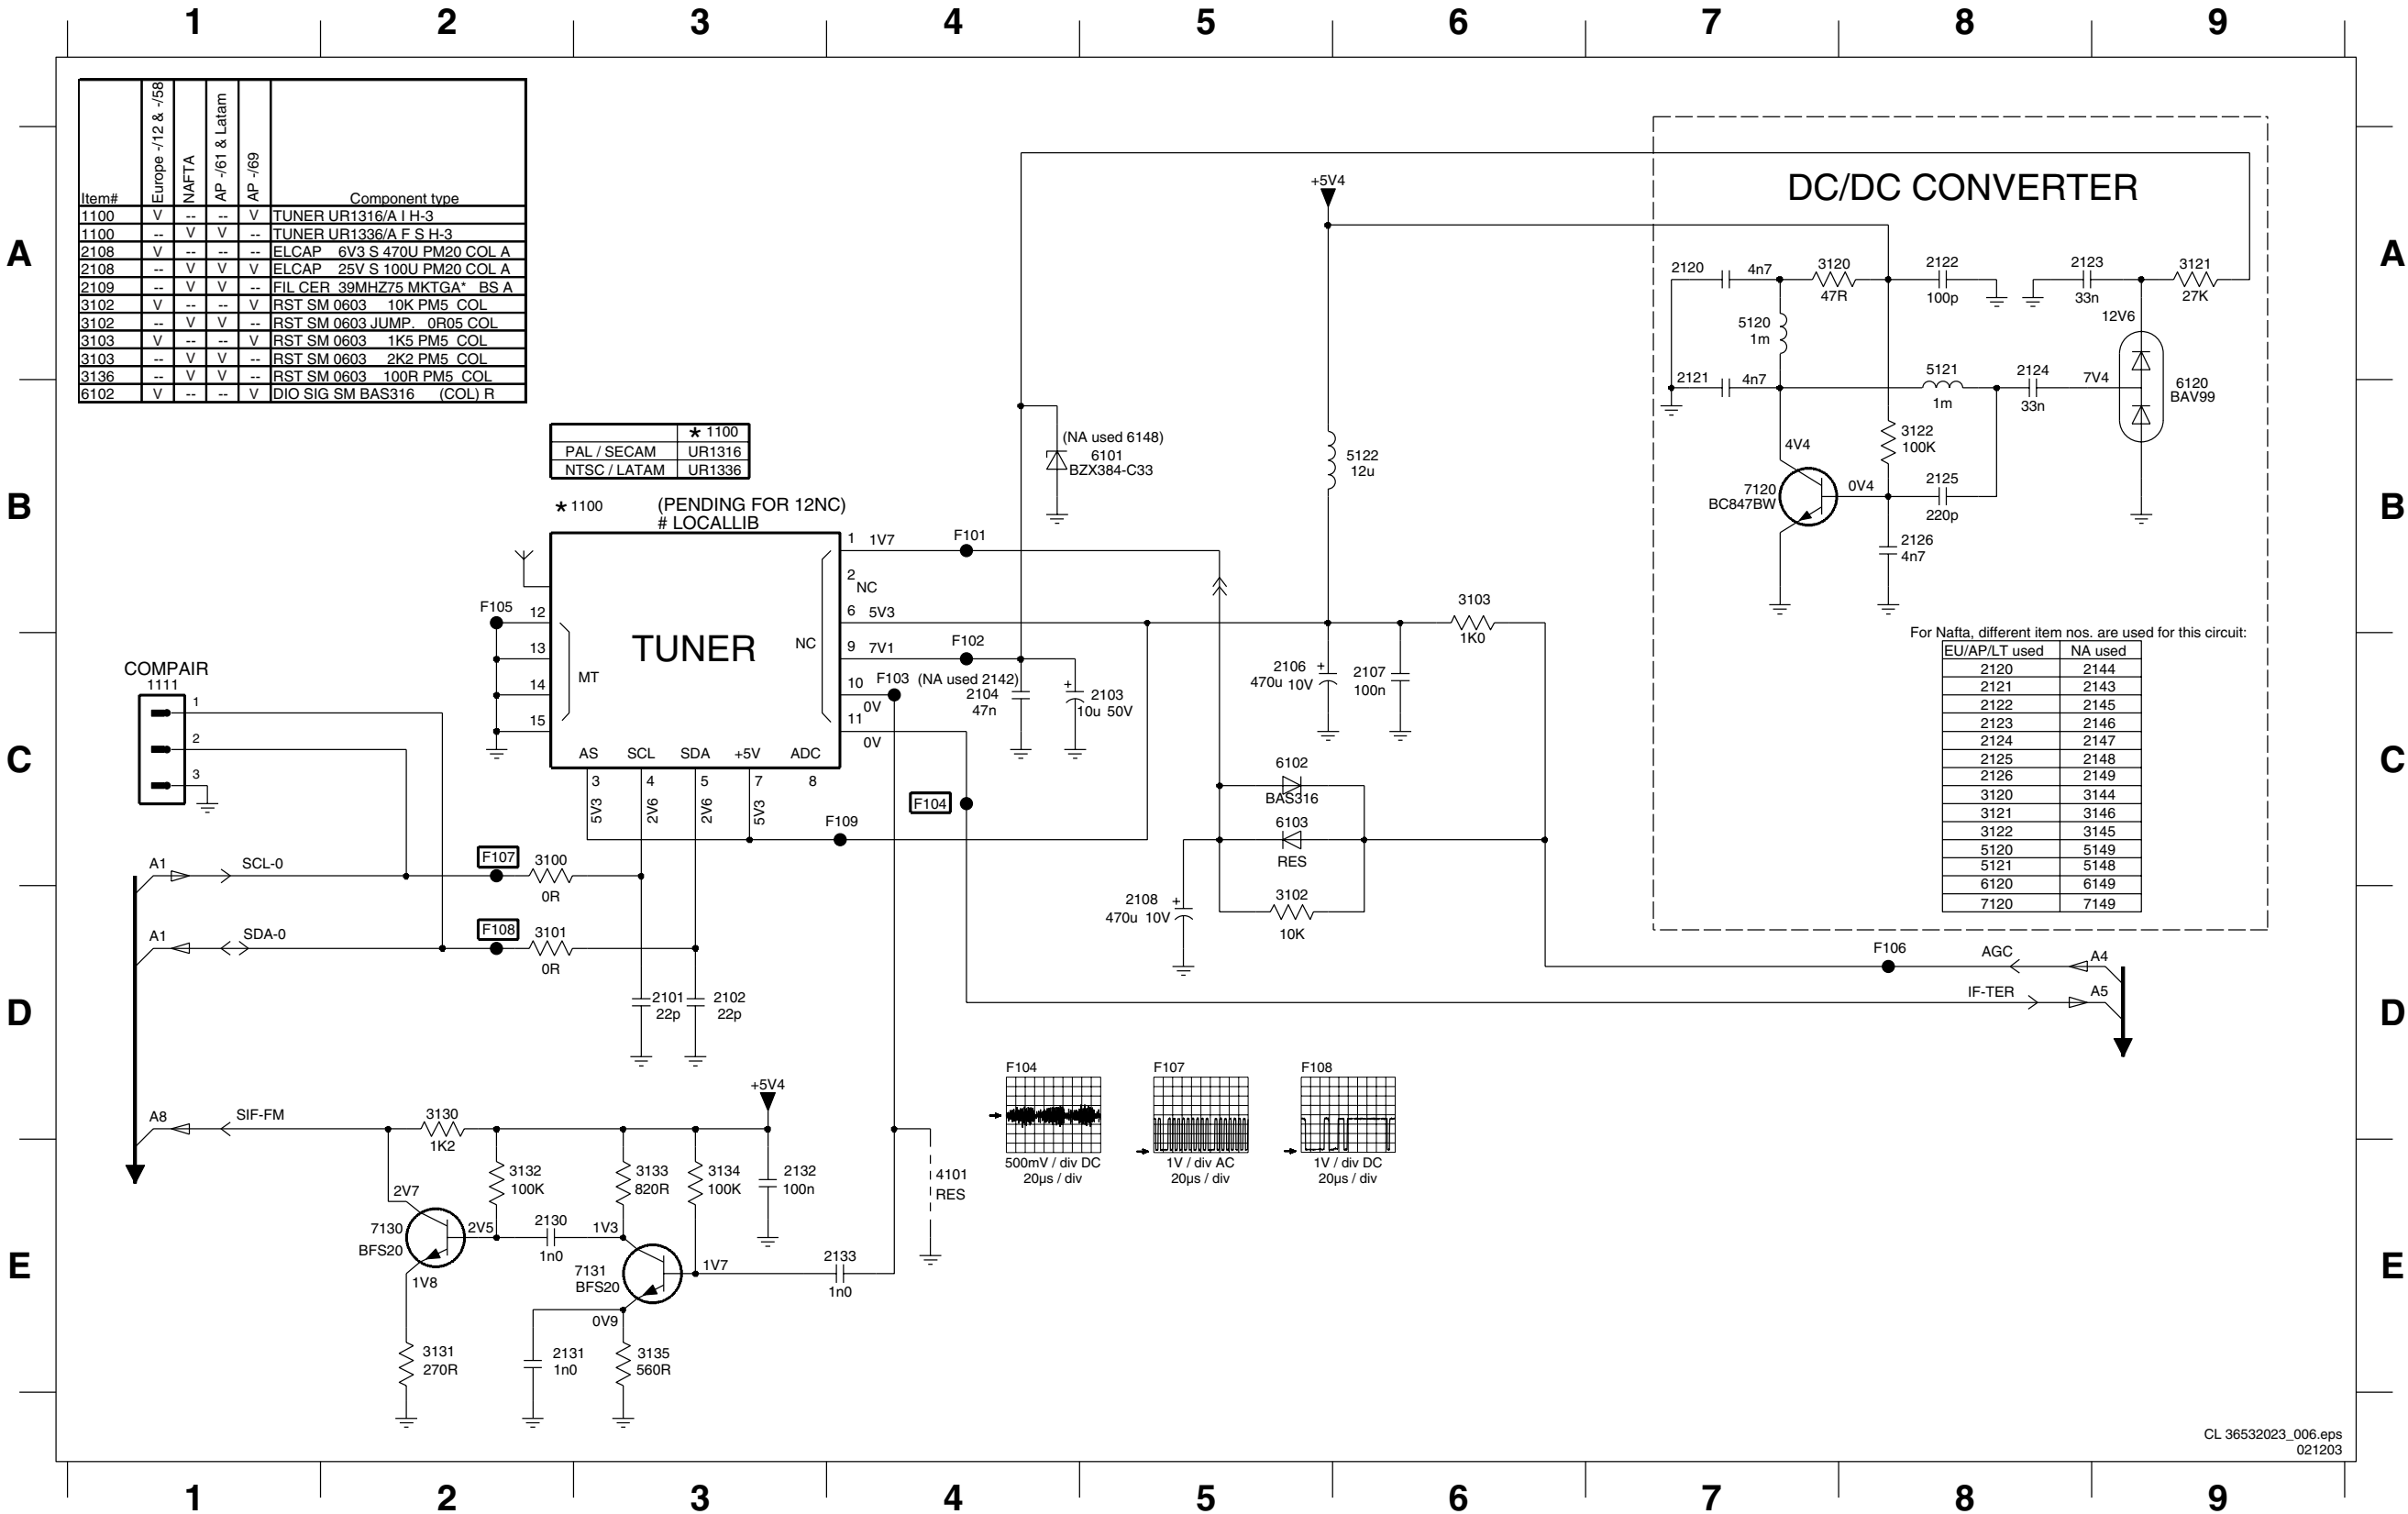 1 2 3 4 5 6 7 8 9
A B C D E
A B C D E
Item# Europe -/12 & -/58 NAFTA AP -/61 & Latam AP -/69 Component type
1100 V -- -- V TUNER UR1316/A I H-3
1100 -- V V -- TUNER UR1336/A F S H-3
2108 V -- -- -- ELCAP 6V3 S 470U PM20 COL A
2108 -- V V V ELCAP 25V S 100U PM20 COL A
2109 -- V V -- FIL CER 39MHZ75 MKTGA* BS A
3102 V -- -- V RST SM 0603 10K PM5 COL
3102 -- V V -- RST SM 0603 JUMP. 0R05 COL
3103 V -- -- V RST SM 0603 1K5 PM5 COL
3103 -- V V -- RST SM 0603 2K2 PM5 COL
3136 -- V V -- RST SM 0603 100R PM5 COL
6102 V -- -- V DIO SIG SM BAS316 (COL) R
* 1100
PAL / SECAM UR1316
NTSC / LATAM UR1336
* 1100
(PENDING FOR 12NC)
# LOCALLIB
TUNER
MT
NC
F105
12
13
14
15
1 1V7 F101
2
NC
6 5V3
9 7V1 F102
10 F103
0V
11
0V
AS SCL SDA +5V ADC
3 4 5 7 8
5V3 2V6 2V6 5V3
F109
F104
(NA used 6148)
6101
BZX384-C33
(NA used 2142)
2104
47n
2103
10u 50V
+5V4
5122
12u
2106
+
470u 10V
2107
100n
3103
1K0
6102
BAS316
6103
RES
3102
10K
2108
+
470u 10V
+
DC/DC CONVERTER
2120 4n7
3120
47R
2122
100p
2123
33n
3121
27K
12V6
5120
1m
2121 4n7
5121
1m
2124
33n
7V4
6120
BAV99
4V4
3122
100K
7120
BC847BW
0V4
2125
220p
2126
4n7
For Nafta, different item nos. are used for this circuit:
EU/AP/LT used NA used
2120 2144
2121 2143
2122 2145
2123 2146
2124 2147
2125 2148
2126 2149
3120 3144
3121 3146
3122 3145
5120 5149
5121 5148
6120 6149
7120 7149
COMPAIR
1111
1
2
3
A1 SCL-0
F107
3100
0R
A1 SDA-0
F108
3101
0R
2101
22p
2102
22p
F106 AGC A4
IF-TER A5
A8 SIF-FM
3130
1K2
+5V4
3132
100K
3133
820R
3134
100K
2132
100n
4101
RES
2V7
7130
BFS20
2V5
2130
1n0
1V3
1V8
7131
BFS20
1V7
2133
1n0
0V9
3131
270R
2131
1n0
3135
560R
F104
500mV / div DC
20µs / div
F107
1V / div AC
20µs / div
F108
1V / div DC
20µs / div
CL 36532023_006.eps
021203
1 2 3 4 5 6 7 8 9